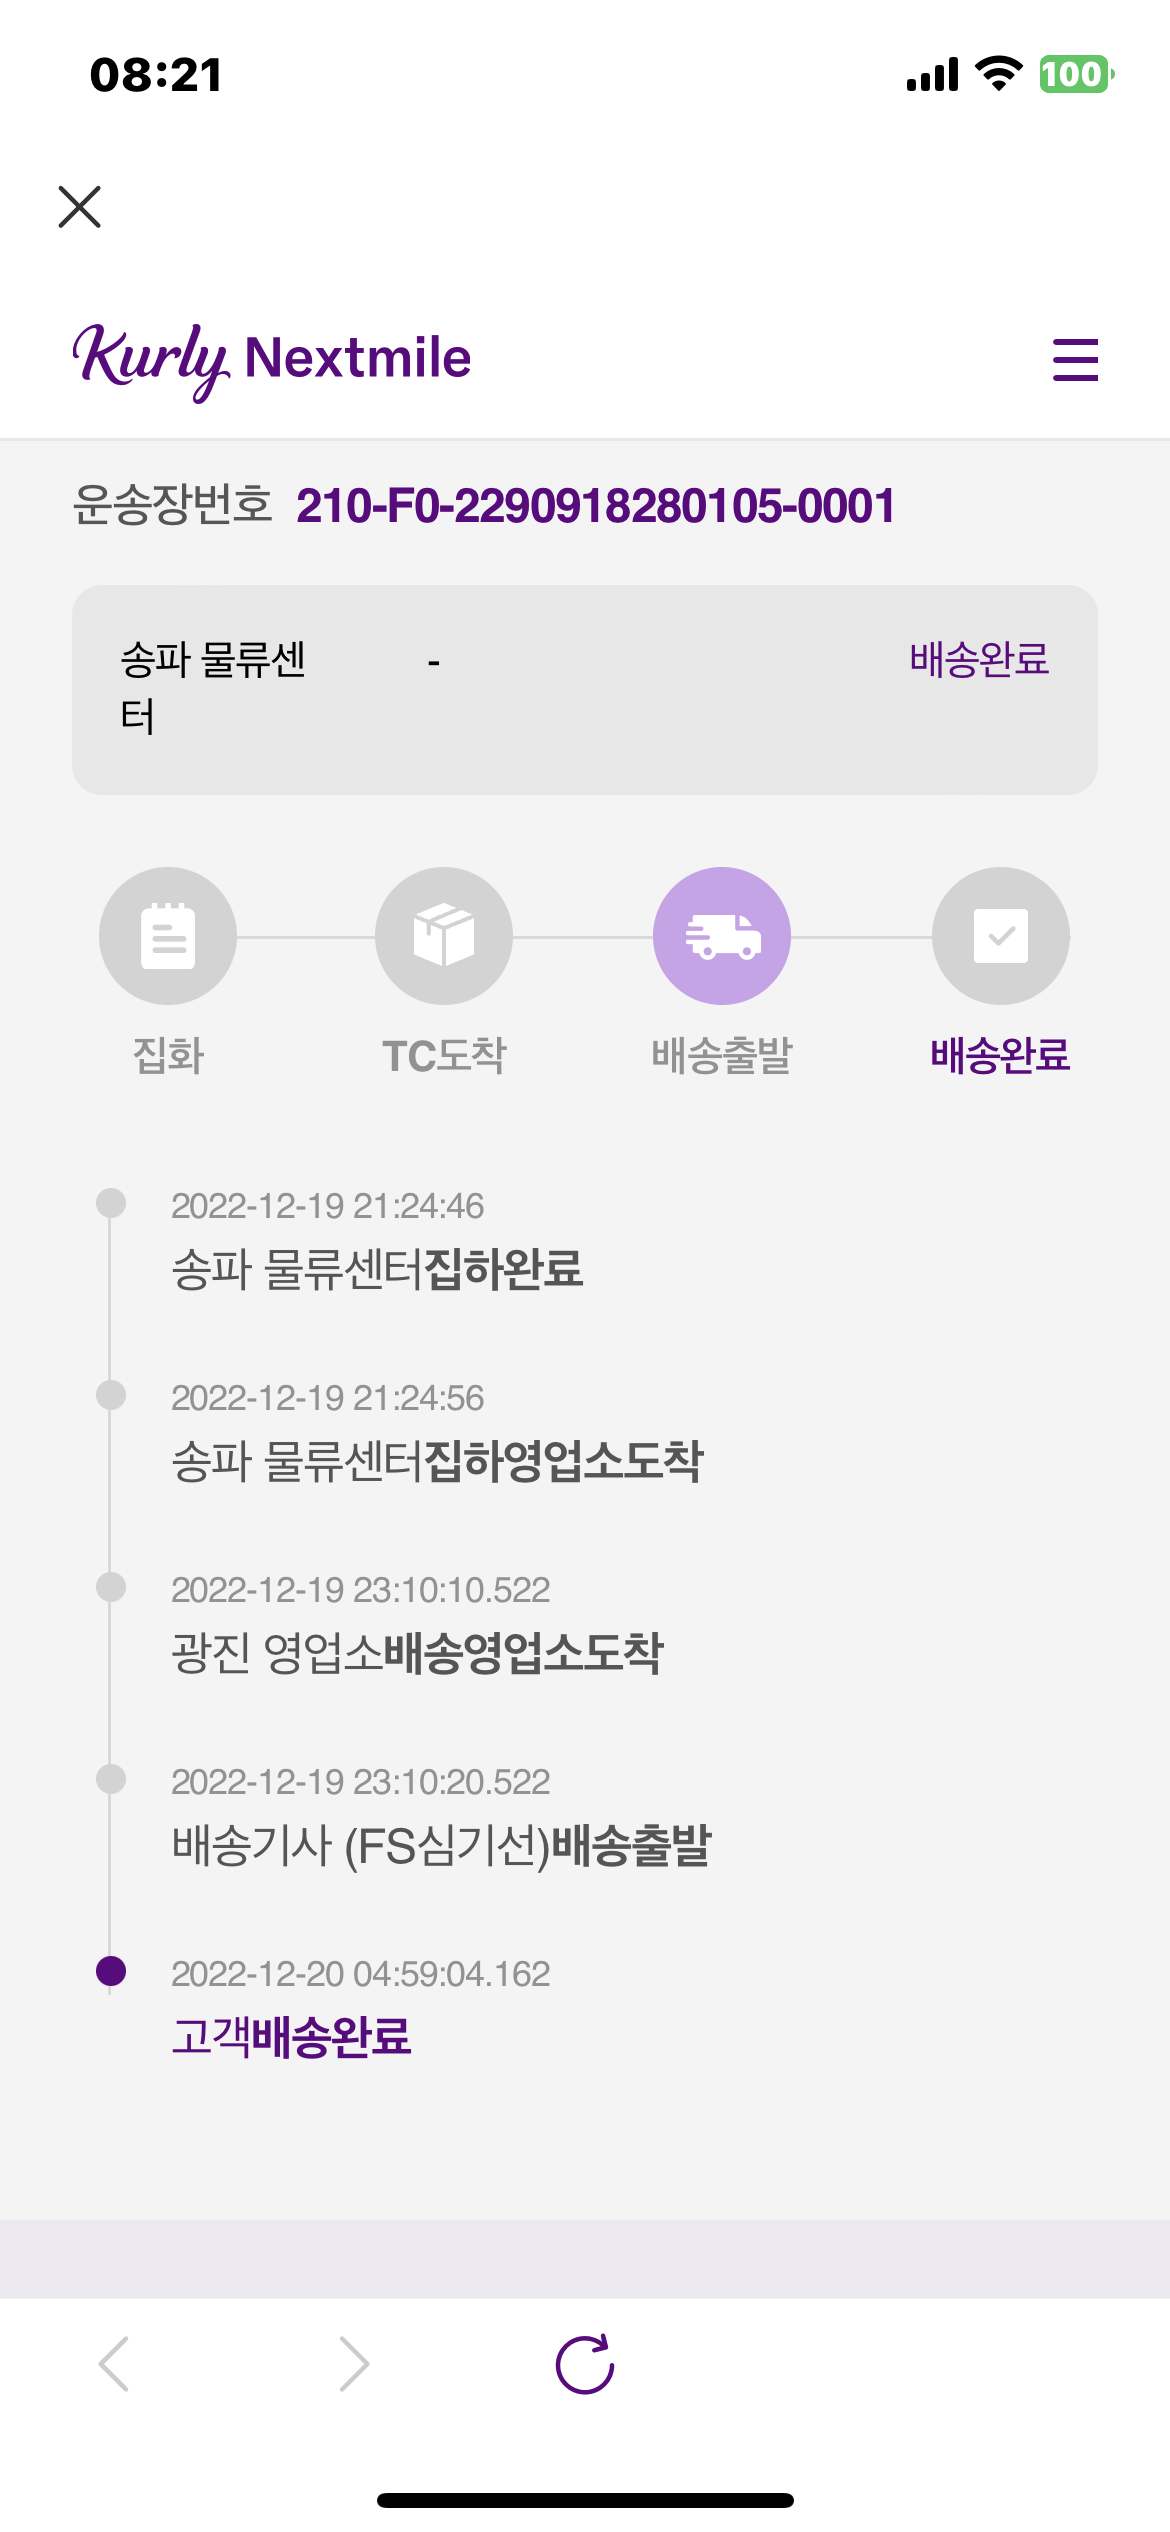 08:21
100
Kurly Nextmile
운송장번호 210-F0-2290918280105-0001
송파 물류센
터
-
배송완료
집화
TC도착
배송출발
배송완료
2022-12-19 21:24:46
송파 물류센터집하완료
2022-12-19 21:24:56
송파 물류센터집하영업소도착
2022-12-19 23:10:10.522
광진 영업소배송영업소도착
2022-12-19 23:10:20.522
배송기사 (FS심기선)배송출발
2022-12-20 04:59:04.162
고객배송완료